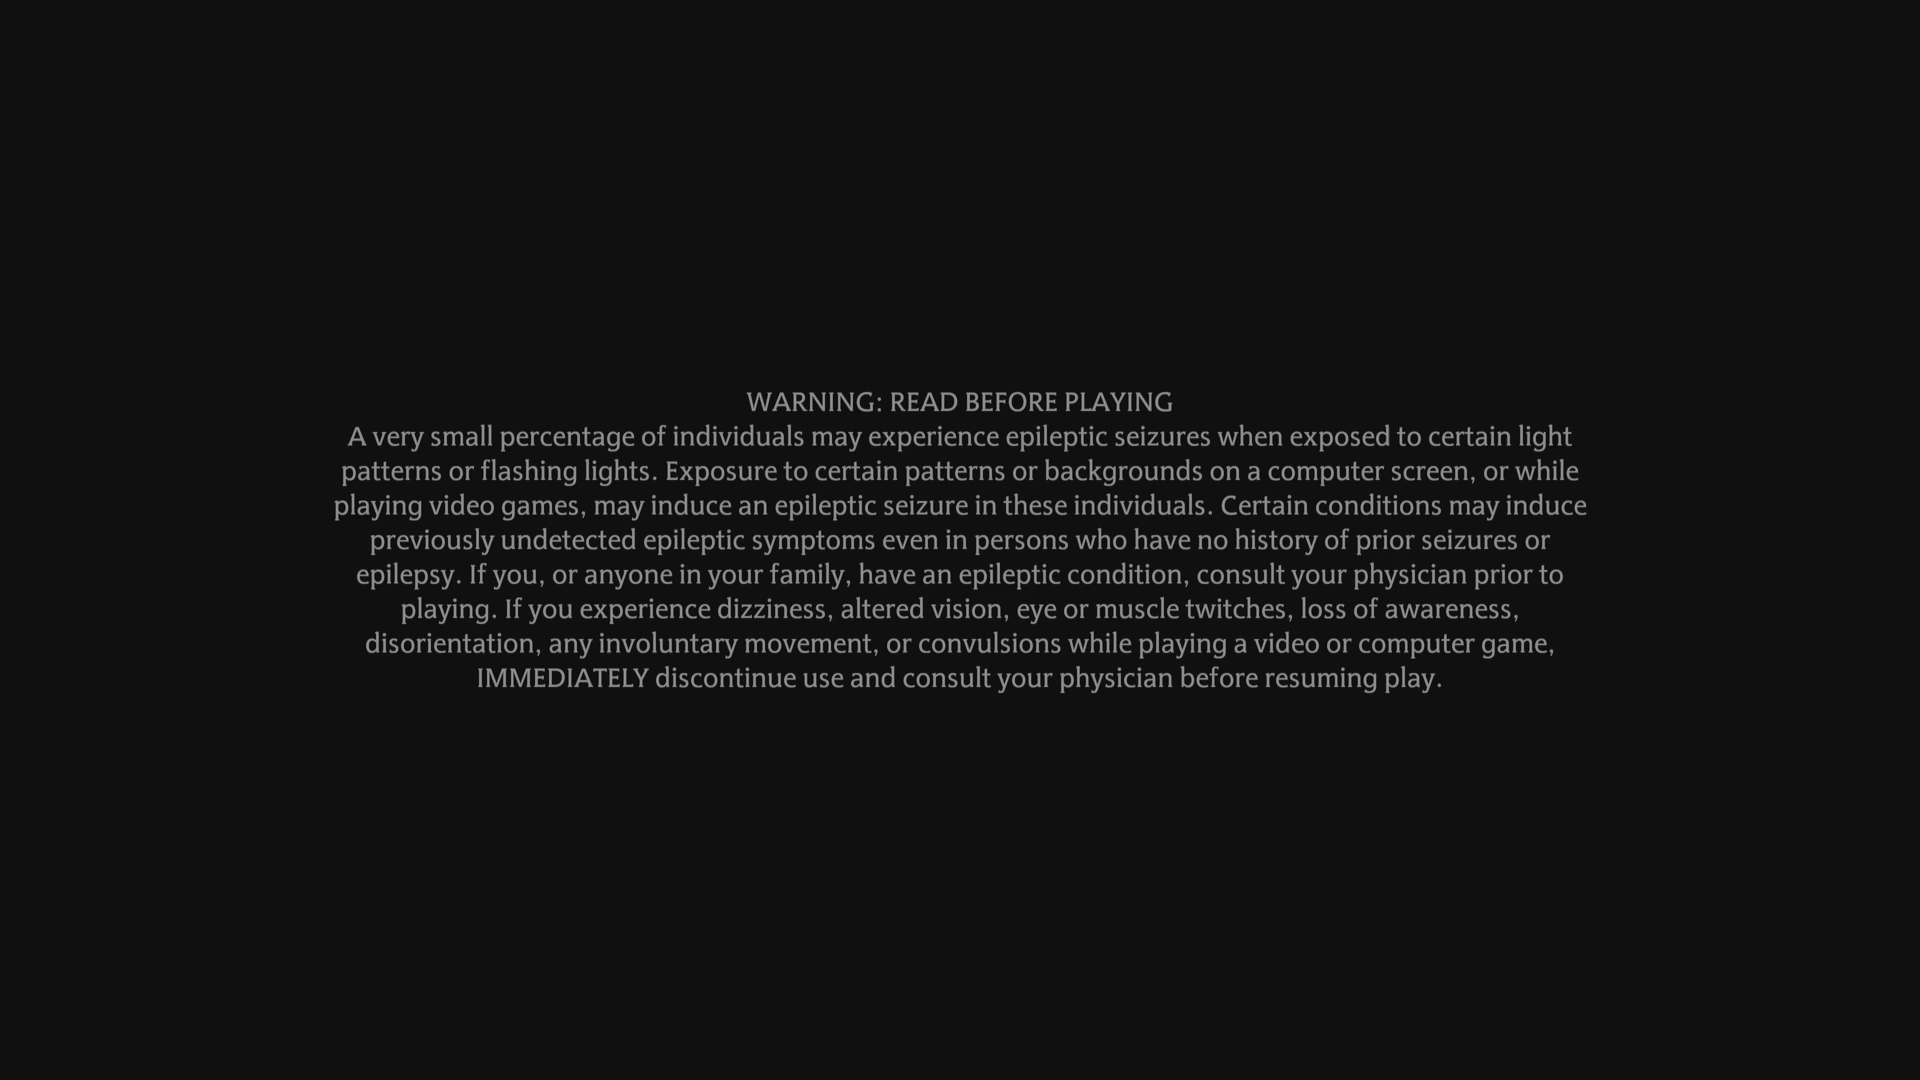 WARNING: READ BEFORE PLAYING
A very small percentage of individuals may experience epileptic seizures when exposed to certain light
patterns or flashing lights. Exposure to certain patterns or backgrounds on a computer screen, or while
playing video games, may induce an epileptic seizure in these individuals. Certain conditions may induce
previously undetected epileptic symptoms even in persons who have no history of prior seizures or
epilepsy. If you, or anyone in your family, have an epileptic condition, consult your physician prior to
playing. If you experience dizziness, altered vision, eye or muscle twitches, loss of awareness,
disorientation, any involuntary movement, or convulsions while playing a video or computer game,
IMMEDIATELY discontinue use and consult your physician before resuming play.